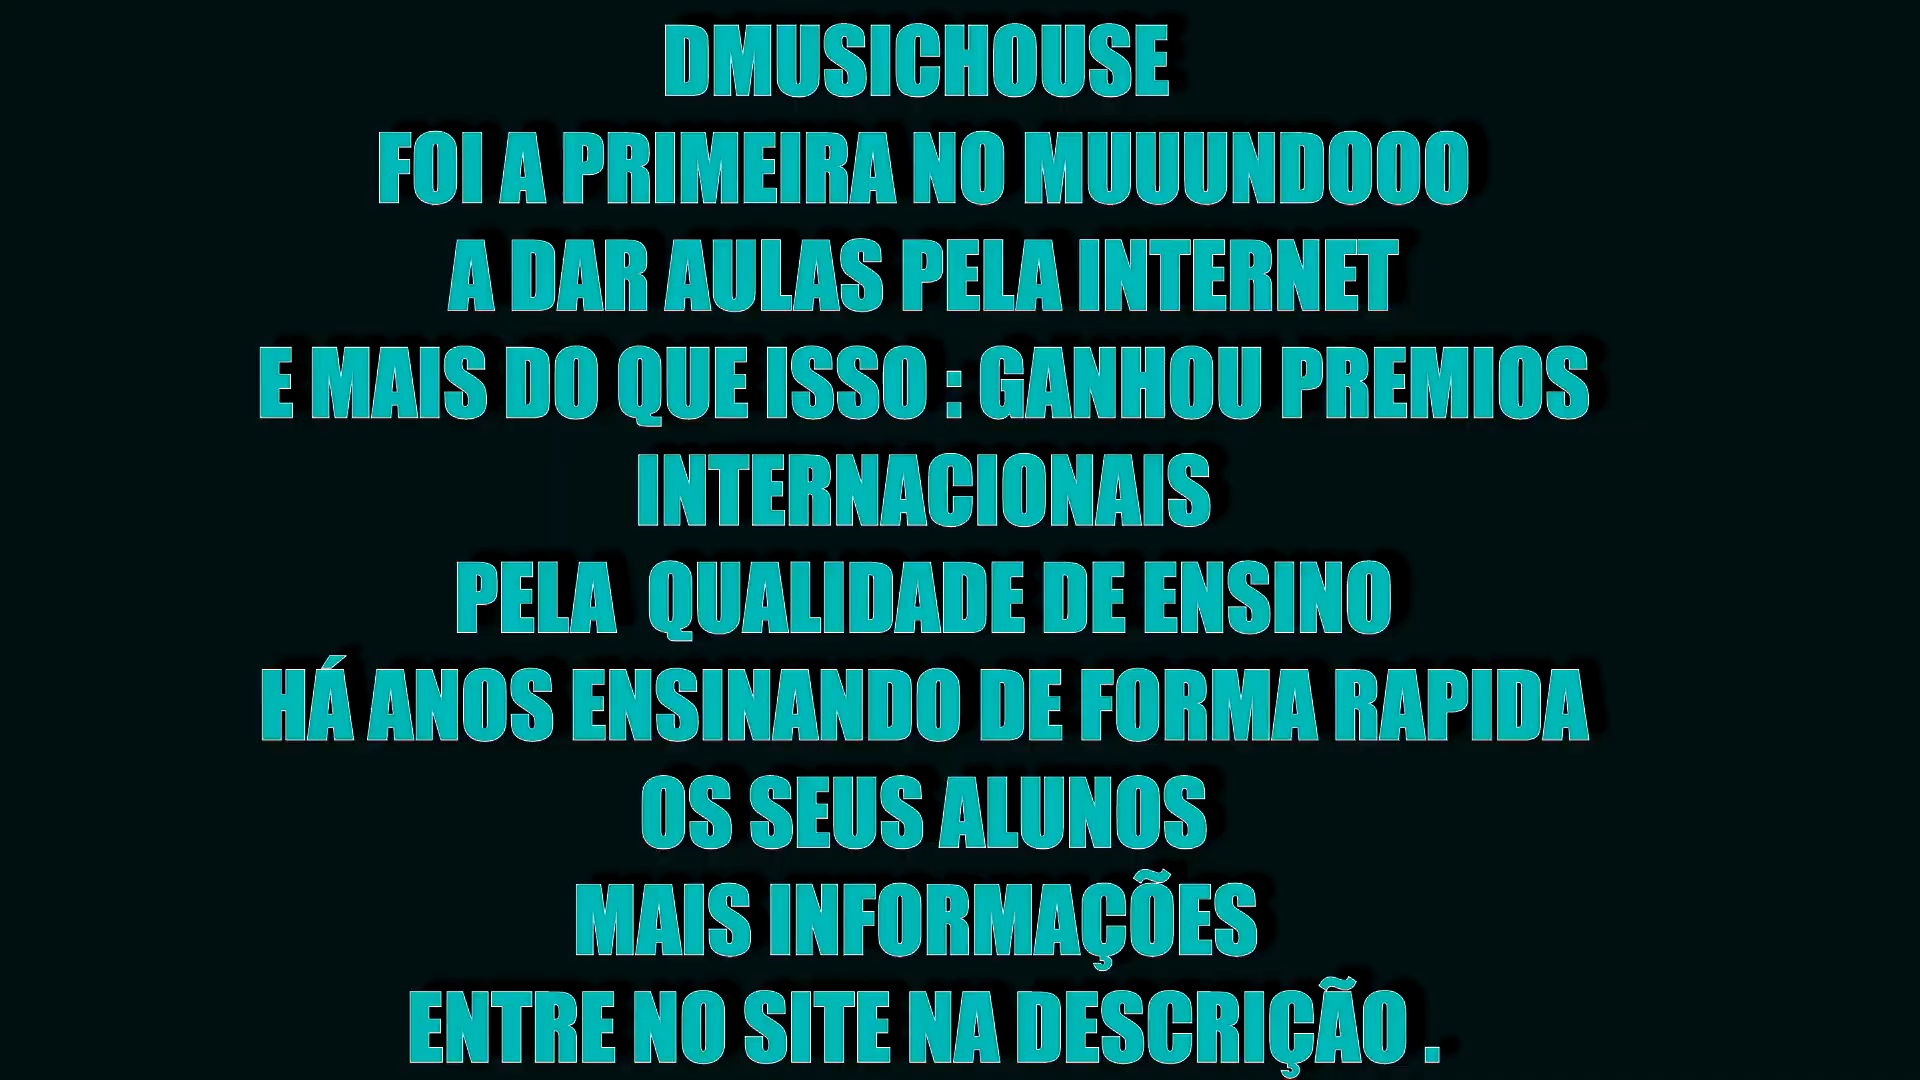 DMUSICHOUSE
FOI A PRIMEIRA NO MUUUNDOOO
A DAR AULAS PELA INTERNET
E MAIS DO QUE ISSO : GANHOU PREMIOS
INTERNACIONAIS
PELA  QUALIDADE DE ENSINO
HÁ ANOS ENSINANDO DE FORMA RAPIDA
OS SEUS ALUNOS
MAIS INFORMAÇÕES
ENTRE NO SITE NA DESCRIÇÃO .